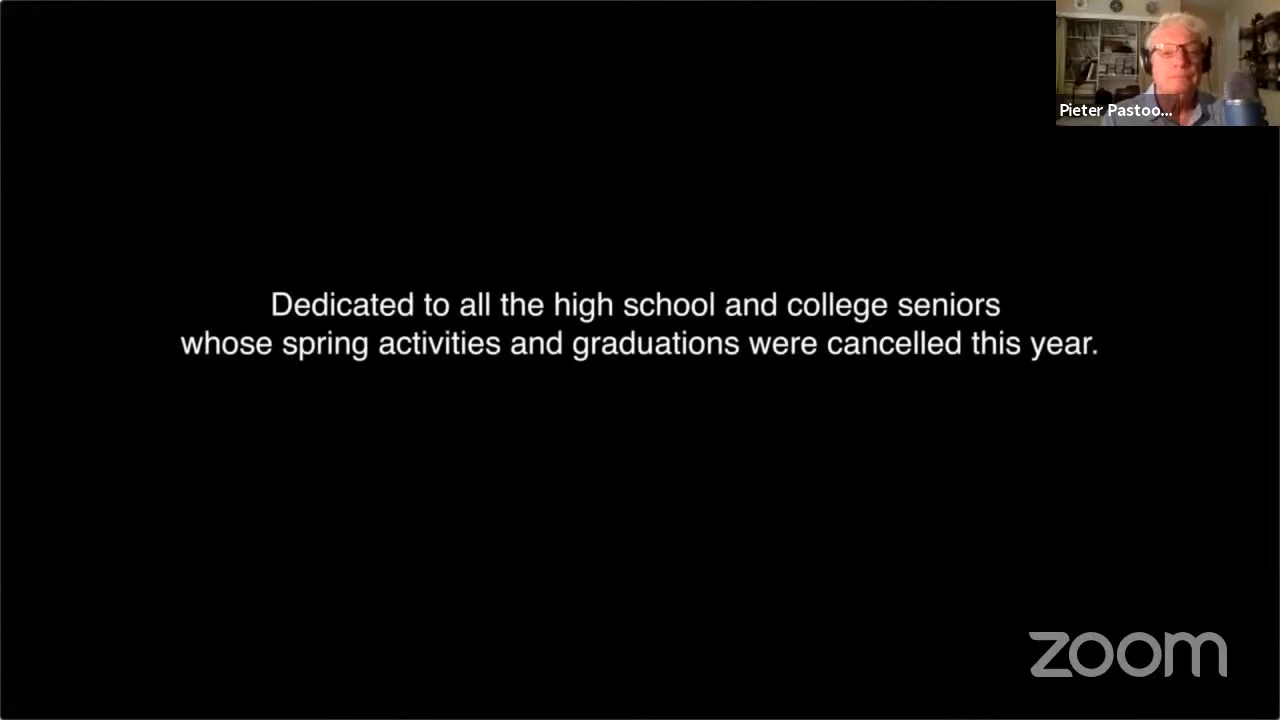 Pieter Pastoo...
Dedicated to all the high school and college seniors
whose spring activities and graduations were cancelled this year.
zoom